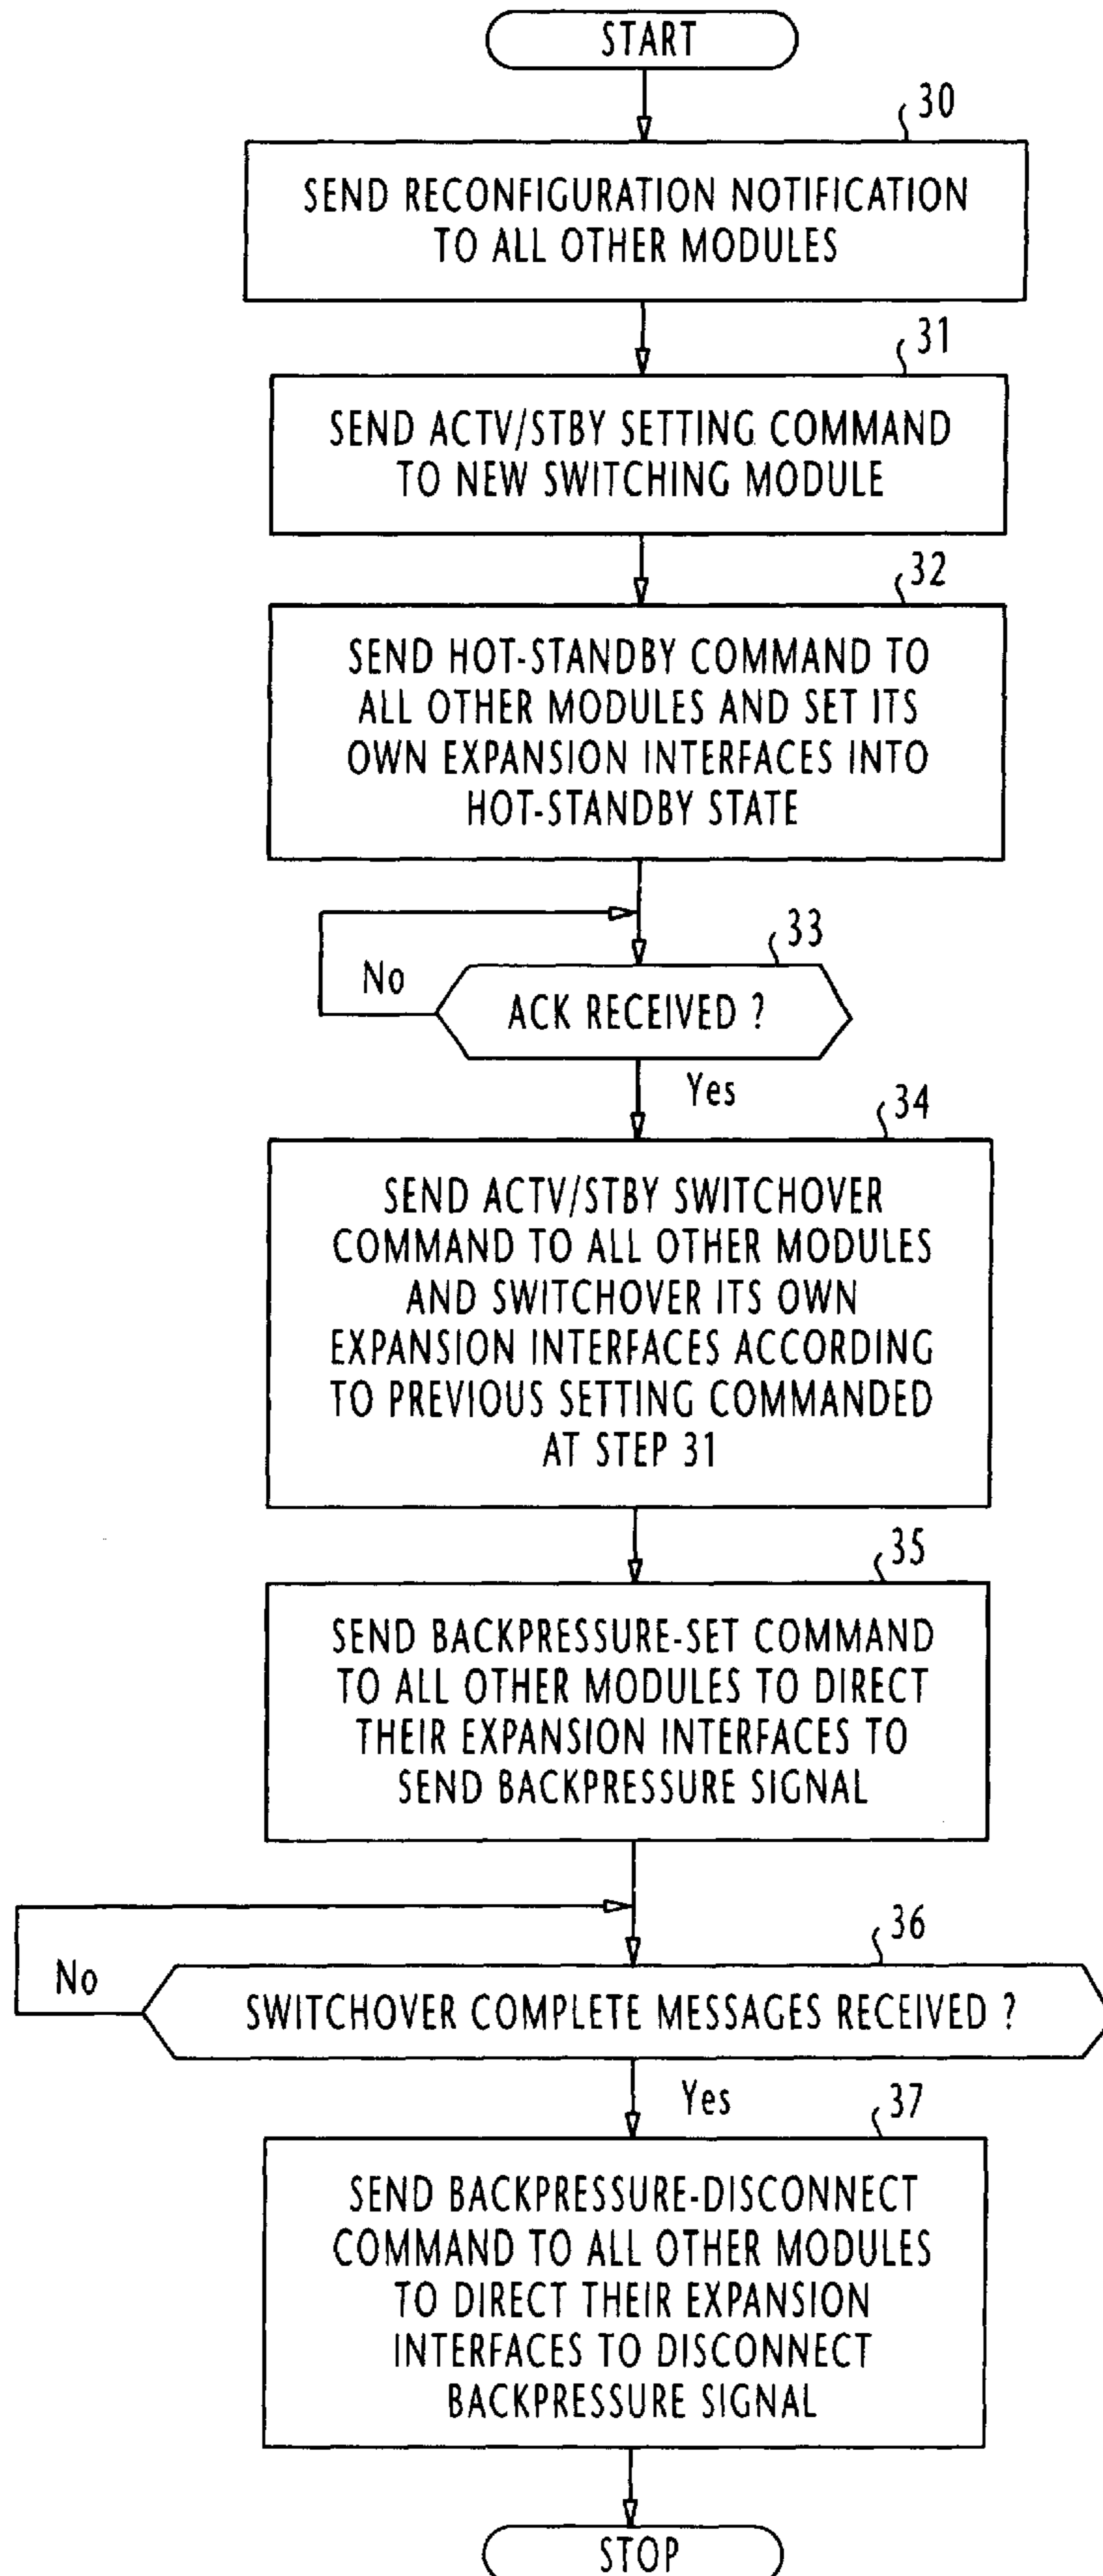 START
30
SEND RECONFIGURATION NOTIFICATION
TO ALL OTHER MODULES
31
SEND ACTV/STBY SETTING COMMAND
TO NEW SWITCHING MODULE
32
SEND HOT-STANDBY COMMAND TO
ALL OTHER MODULES AND SET ITS
OWN EXPANSION INTERFACES INTO
HOT-STANDBY STATE
33
No
ACK RECEIVED ?
Yes
34
SEND ACTV/STBY SWITCHOVER
COMMAND TO ALL OTHER MODULES
AND SWITCHOVER ITS OWN
EXPANSION INTERFACES ACCORDING
TO PREVIOUS SETTING COMMANDED
AT STEP 31
35
SEND BACKPRESSURE-SET COMMAND
TO ALL OTHER MODULES TO DIRECT
THEIR EXPANSION INTERFACES TO
SEND BACKPRESSURE SIGNAL
36
No
SWITCHOVER COMPLETE MESSAGES RECEIVED ?
Yes
37
SEND BACKPRESSURE-DISCONNECT
COMMAND TO ALL OTHER MODULES
TO DIRECT THEIR EXPANSION
INTERFACES TO DISCONNECT
BACKPRESSURE SIGNAL
STOP